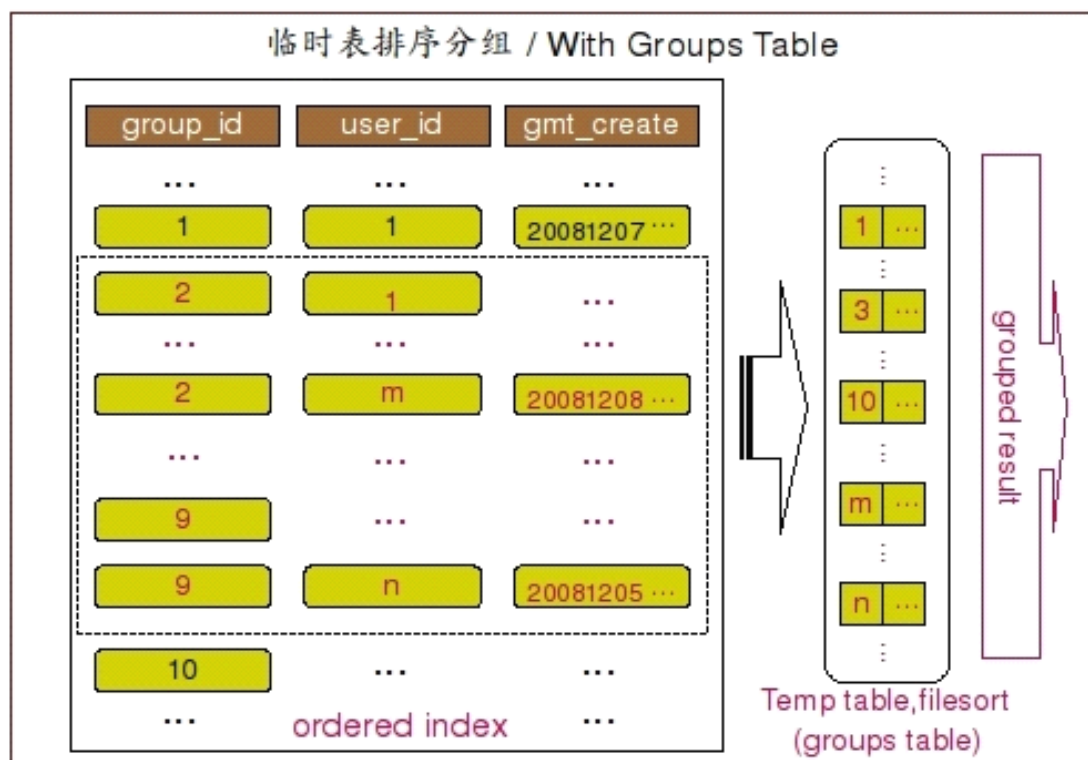 临时表排序分组 / With Groups Table
group_id user_id gmt_create
... ... ...
1 1 20081207 ...
2 1 ...
... ... ...
2 m 20081208 ...
... ... ...
9 ... ...
9 n 20081205 ...
10 ... ...
... ordered index ...
...
1 ...
...
3 ...
...
10 ...
...
m ...
...
n ...
...
Temp table,filesort
(groups table)
grouped result